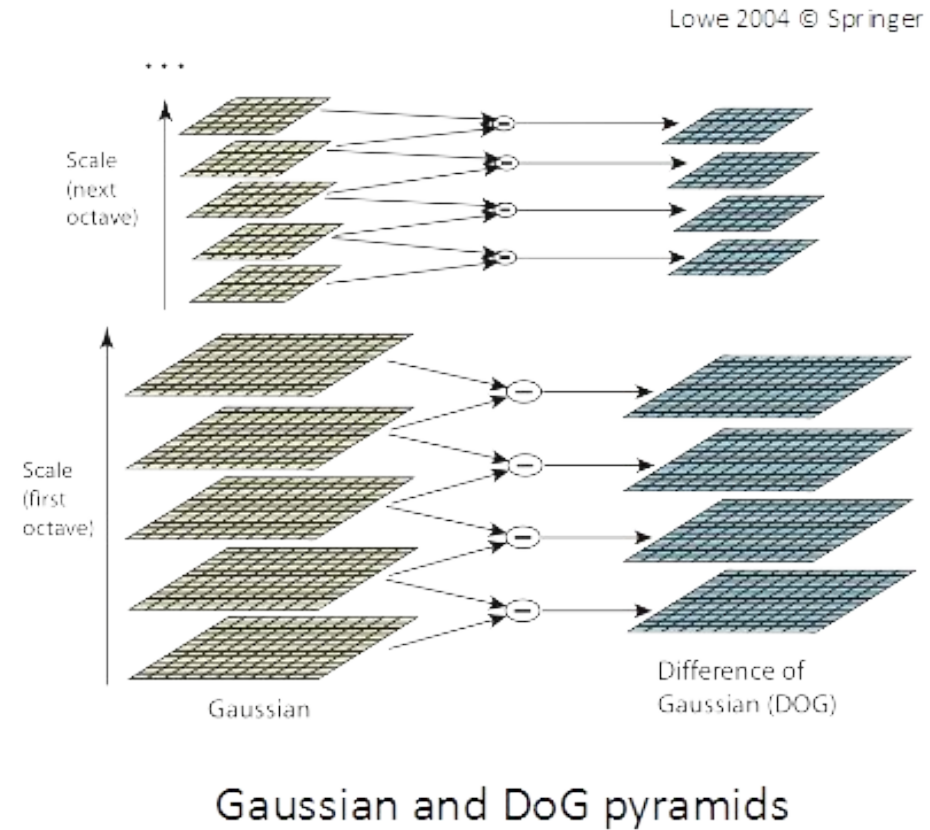 Lowe 2004 © Springer
...
Scale
(next
octave)
Scale
(first
octave)
Gaussian
Difference of
Gaussian (DOG)
Gaussian and DoG pyramids